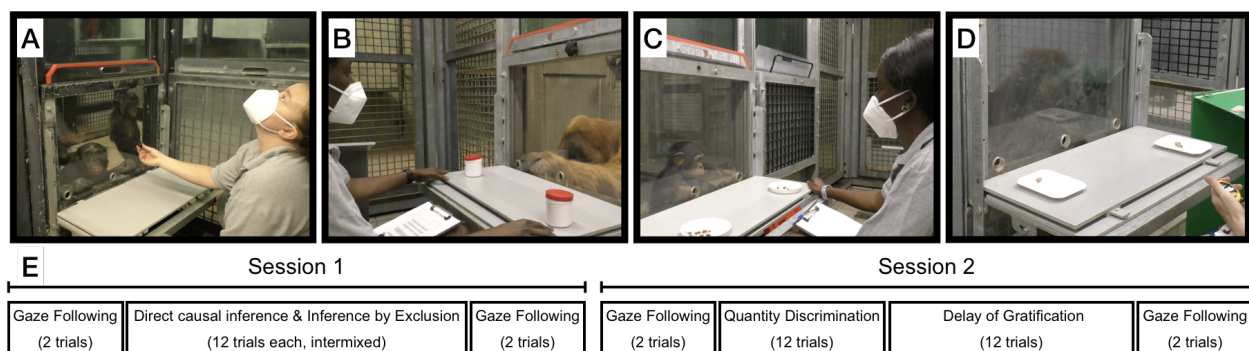 A
B
C
D
E
Session 1
Session 2
Gaze Following
(2 trials)
Direct causal inference & Inference by Exclusion
(12 trials each, intermixed)
Gaze Following
(2 trials)
Gaze Following
(2 trials)
Quantity Discrimination
(12 trials)
Delay of Gratification
(12 trials)
Gaze Following
(2 trials)